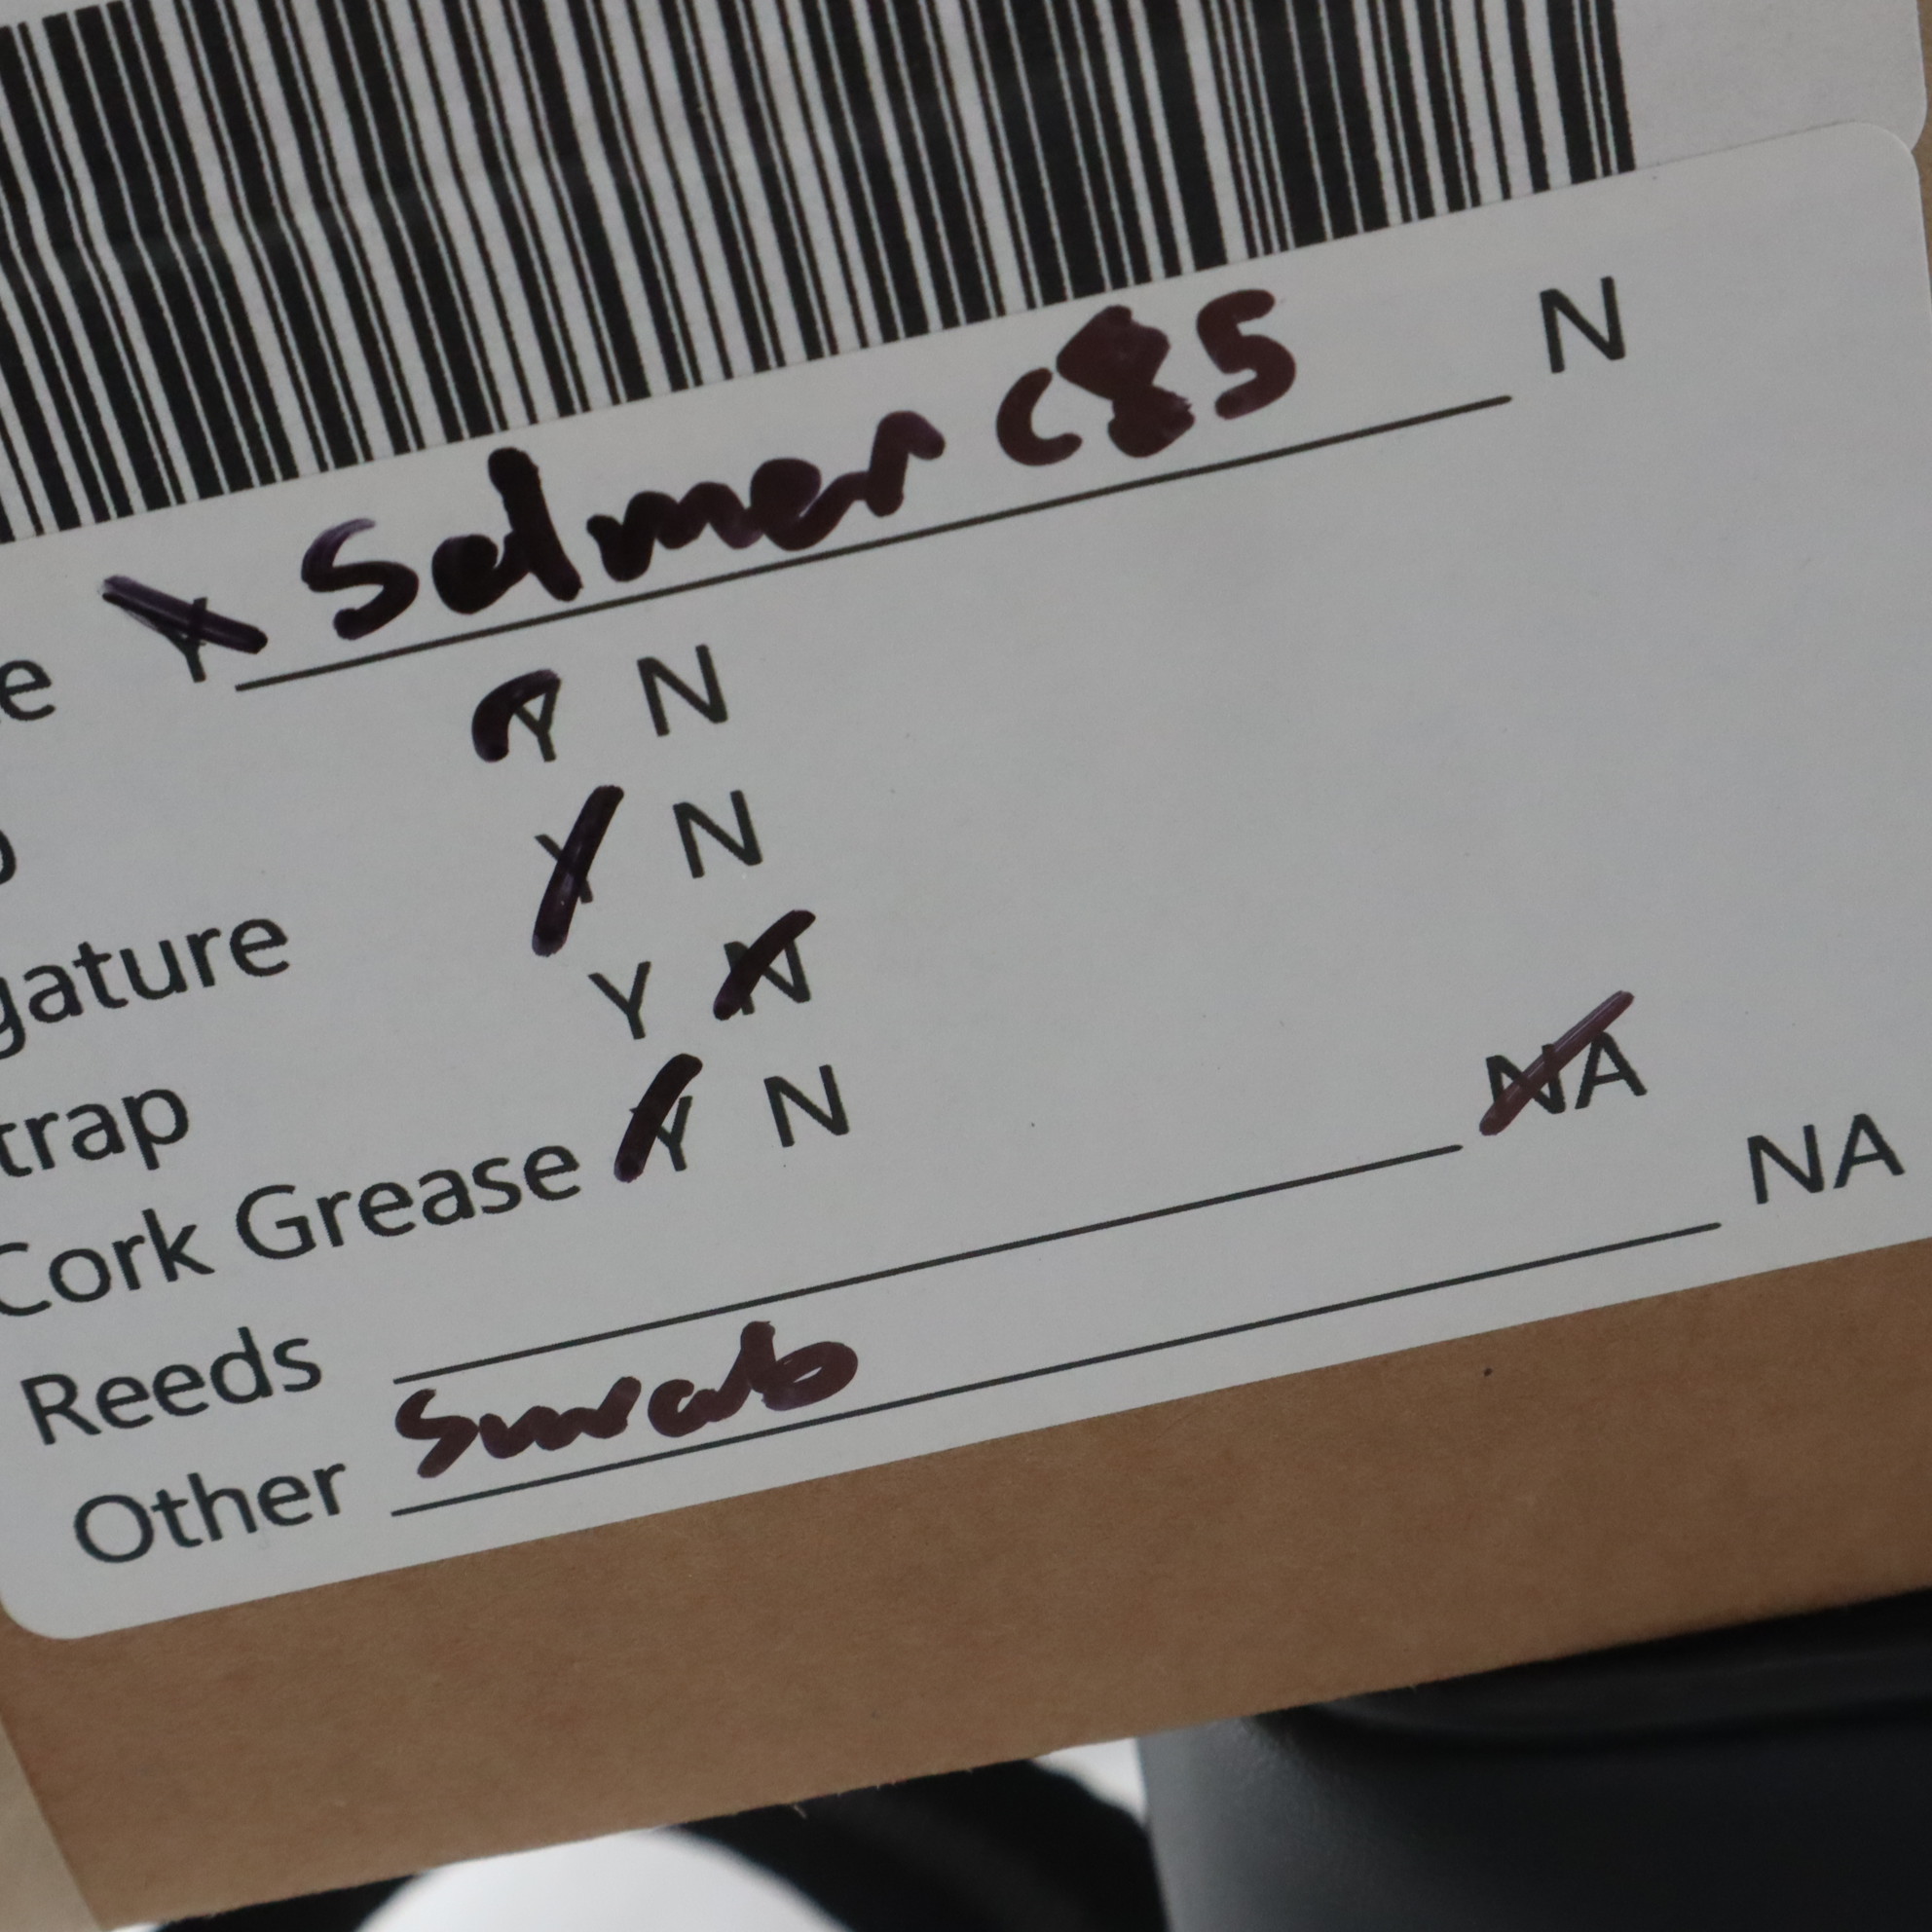 e Y Selmer C85 N
Y N
Y N
gature Y N
trap Y N
Cork Grease
Reeds NA
Other Swab NA